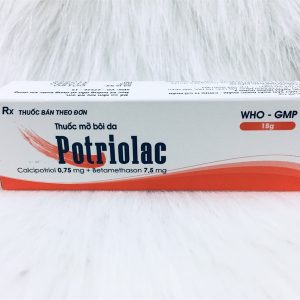 Rx THUỐC BÁN THEO ĐƠN
WHO - GMP
15g
Thuốc mỡ bôi da
Potriolac
Calcipotriol 0,75 mg + Betamethason 7,5 mg